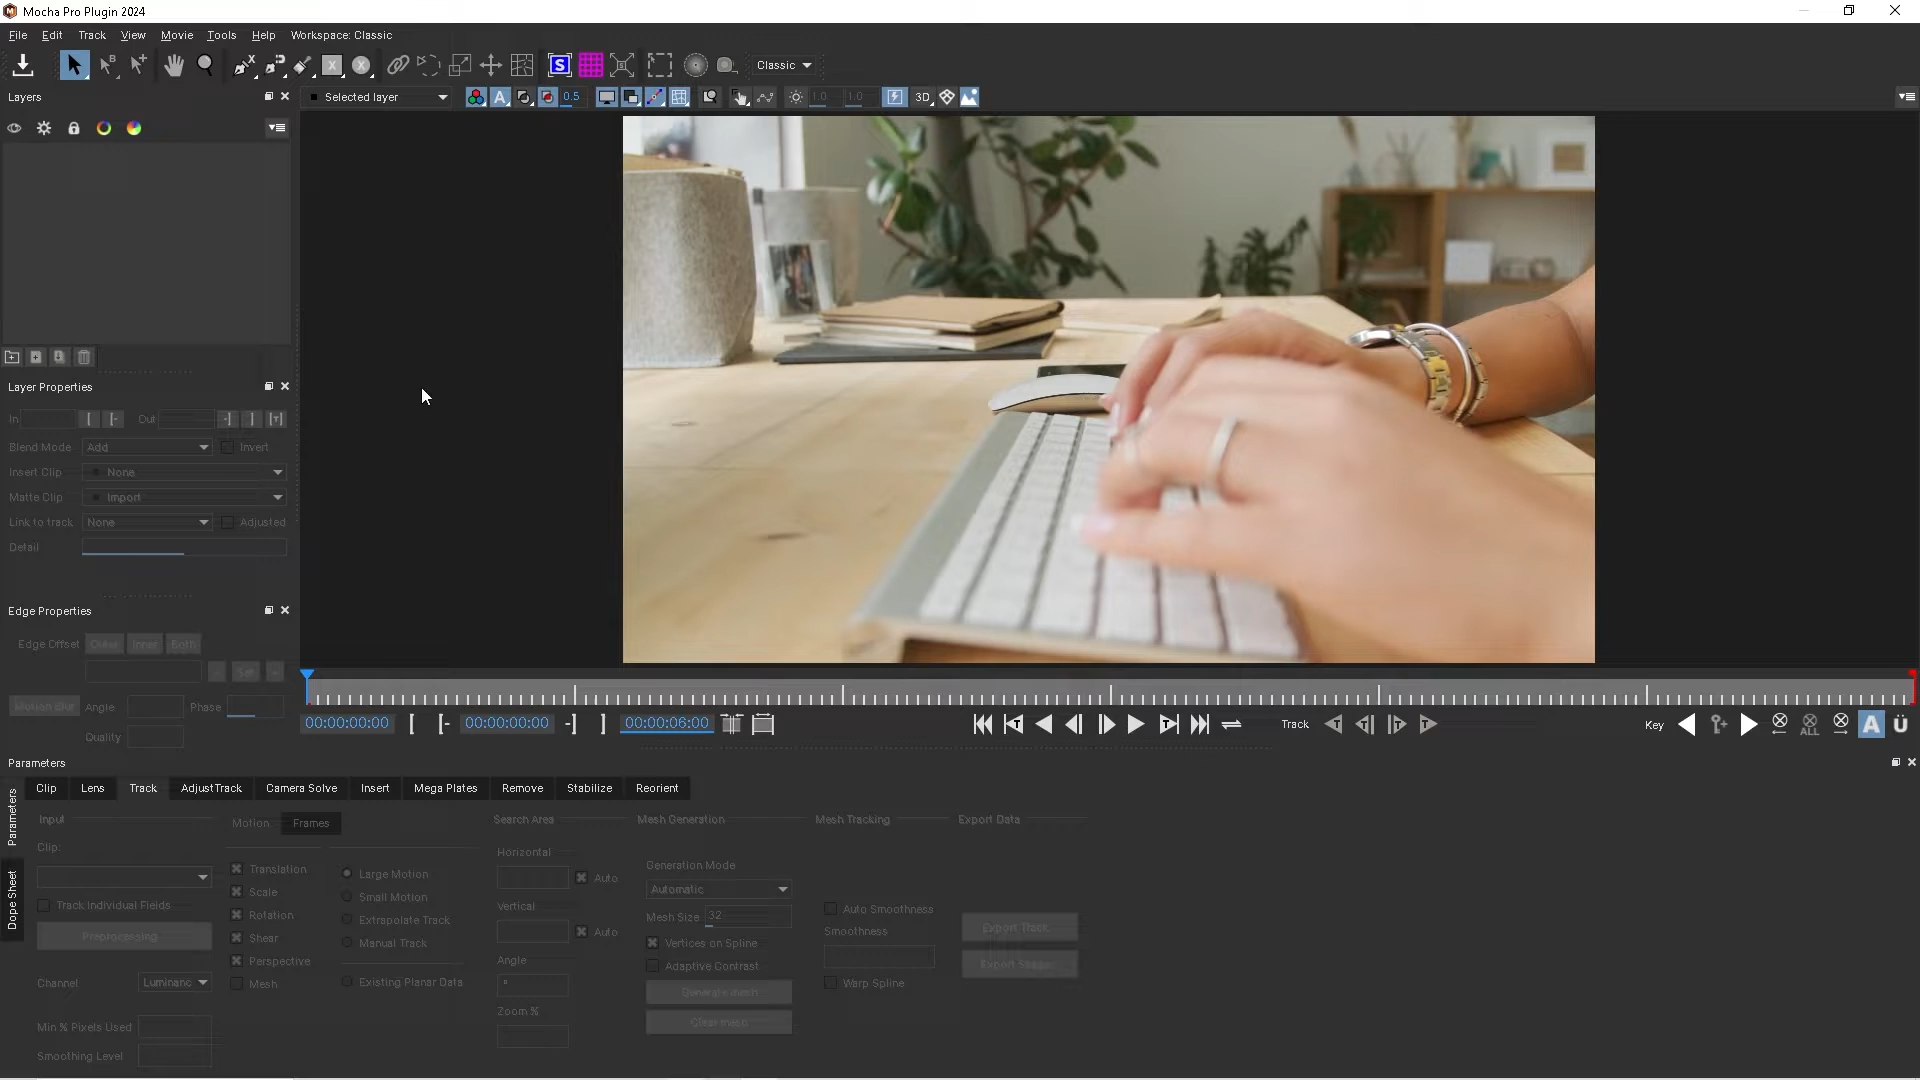 Mocha Pro Plugin 2024
File Edit Track View Movie Tools Help Workspace: Classic
Classic
Layers
Selected layer
0.5
1.0
1.0
3D
Layer Properties
In
Out
Blend Mode Add Invert
Insert Clip None
Matte Clip Import
Link to track None Adjusted
Detail
Edge Properties
Edge Offset Outer Inner Both
Set
Motion Blur Angle Phase
Quality
00:00:00:00
00:00:00:00
00:00:06:00
Track
Key
ALL
A
Ü
Parameters
Parameters
Dope Sheet
Clip Lens Track AdjustTrack Camera Solve Insert Mega Plates Remove Stabilize Reorient
Input
Clip:
Track Individual Fields
Preprocessing
Channel Luminanc
Min % Pixels Used
Smoothing Level
Motion Frames
Translation
Scale
Rotation
Shear
Perspective
Mesh
Large Motion
Small Motion
Extrapolate Track
Manual Track
Existing Planar Data
Search Area
Horizontal
Auto
Vertical
Auto
Angle
Zoom %
Mesh Generation
Generation Mode
Automatic
Mesh Size 32
Vertices on Spline
Adaptive Contrast
Generate mesh
Clear mesh
Mesh Tracking
Auto Smoothness
Smoothness
Warp Spline
Export Data
Export Track...
Export Shape...